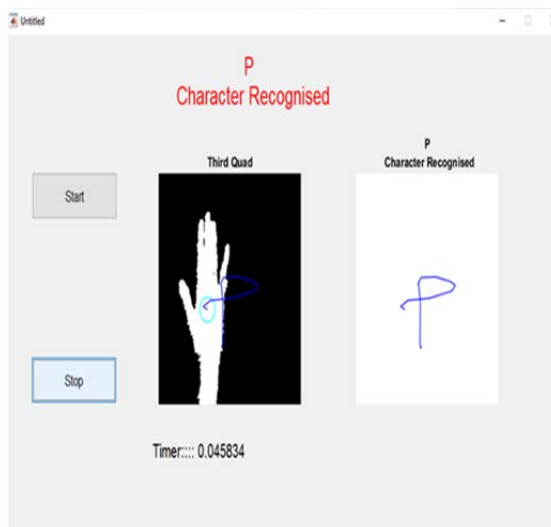 Untitled
P
Character Recognised
Third Quad
P
Character Recognised
Start
P
Stop
Timer:::: 0.045834